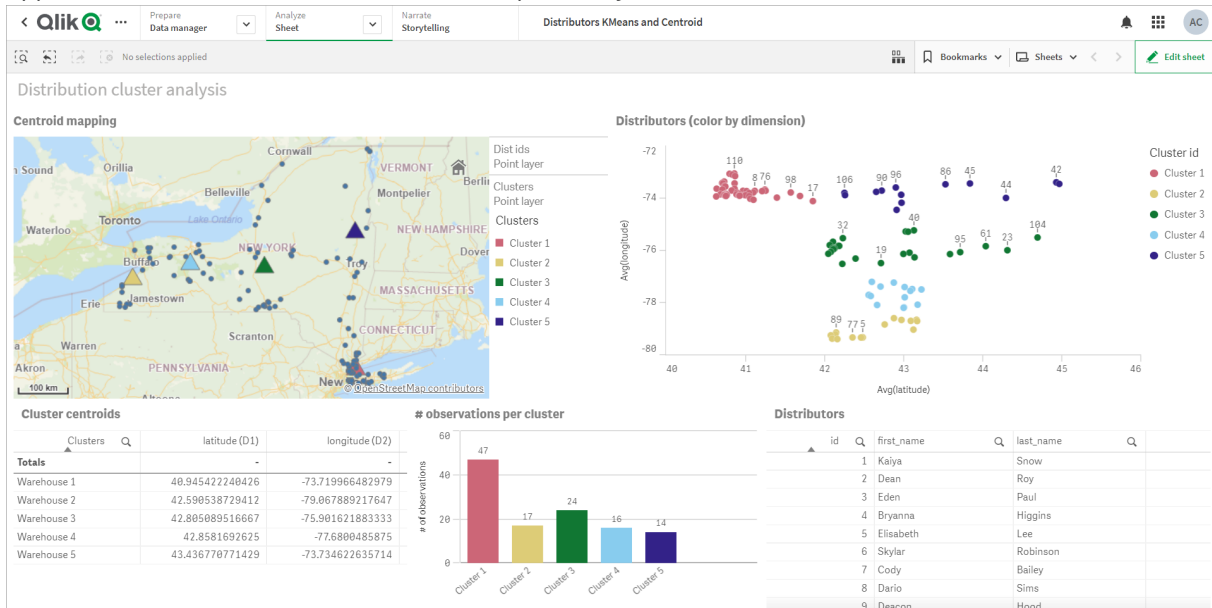 Qlik
Prepare
Data manager
Analyze
Sheet
Narrate
Storytelling
Distributors KMeans and Centroid
AC
No selections applied
Bookmarks
Sheets
Edit sheet
Distribution cluster analysis
Centroid mapping
n Sound
Orillia
Cornwall
VERMONT
Berlin
Belleville
Montpelier
Toronto
Lake Ontario
Waterloo
NEW HAMPSHIRE
NEW YORK
Dover
Buffalo
Troy
MASSACHUSETTS
Erie
Jamestown
CONNECTICUT
Scranton
a
Warren
Akron
PENNSYLVANIA
New
100 km
© OpenStreetMap contributors
Dist ids
Point layer
Clusters
Point layer
Clusters
Cluster 1
Cluster 2
Cluster 3
Cluster 4
Cluster 5
Distributors (color by dimension)
-72
-74
-76
-78
-80
Avg(longitude)
110
8
76
98
17
106
90
96
86
45
44
42
32
19
40
95
61
23
104
89
77
5
40
41
42
43
44
45
46
Avg(latitude)
Cluster id
Cluster 1
Cluster 2
Cluster 3
Cluster 4
Cluster 5
Cluster centroids
Clusters latitude (D1) longitude (D2)
Totals - -
Warehouse 1 40.945422240426 -73.719966482979
Warehouse 2 42.590538729412 -79.067889217647
Warehouse 3 42.805089516667 -75.901621883333
Warehouse 4 42.8581692625 -77.6800485875
Warehouse 5 43.436770771429 -73.734622635714
# observations per cluster
# of observations
60
40
20
0
47
17
24
16
14
Cluster 1
Cluster 2
Cluster 3
Cluster 4
Cluster 5
Distributors
id first_name last_name
1 Kaiya Snow
2 Dean Roy
3 Eden Paul
4 Bryanna Higgins
5 Elisabeth Lee
6 Skylar Robinson
7 Cody Bailey
8 Dario Sims
9 Deacon Hood